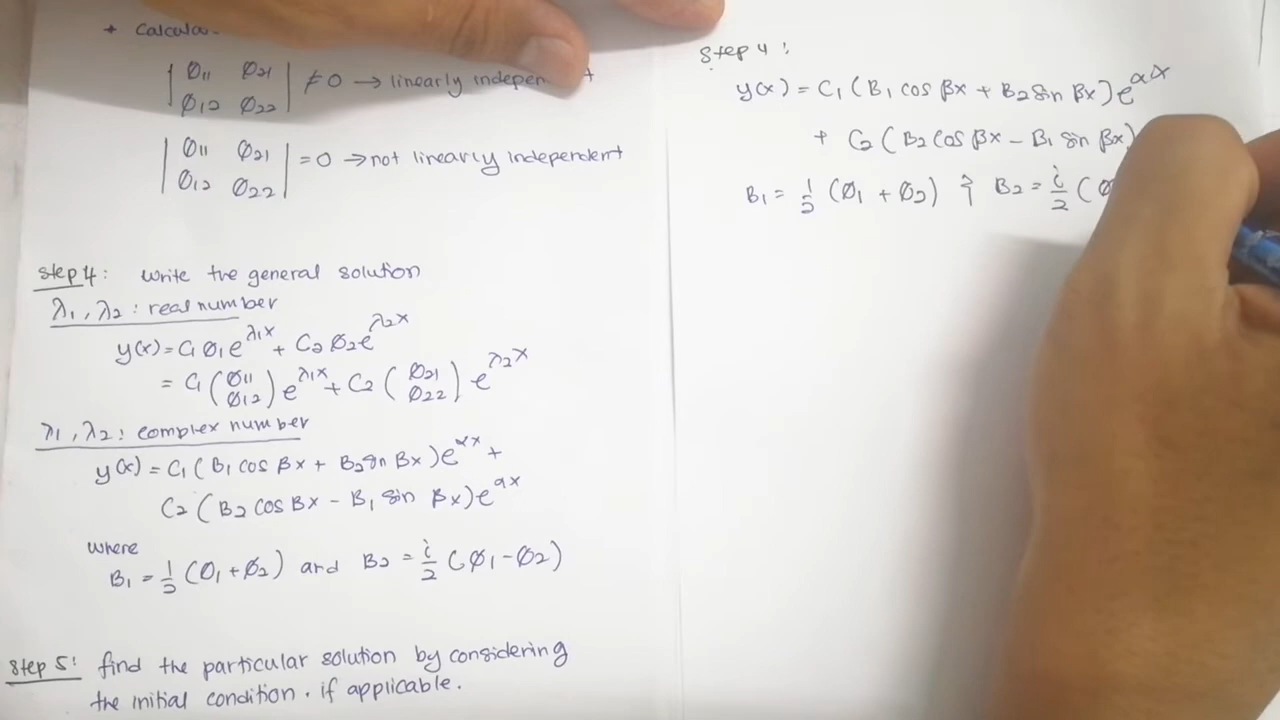 + Calcula
| Ø11 Ø21 | ≠ 0 → linearly indepen
| Ø12 Ø22 |
| Ø11 Ø21 | = 0 → not linearly independent
| Ø12 Ø22 |
Step 4: write the general solution
λ1, λ2: real number
y(x) = C1 Ø1 e^λ1x + C2 Ø2 e^λ2x
= C1 (Ø11 Ø12) e^λ1x + C2 (Ø21 Ø22) e^λ2x
λ1, λ2: complex number
y(x) = C1 (B1 cos βx + B2 sin βx) e^αx +
C2 (B2 cos βx - B1 sin βx) e^αx
where
B1 = 1/2 (Ø1 + Ø2) and B2 = i/2 (Ø1 - Ø2)
Step 5: find the particular solution by considering
the initial condition. if applicable.
Step 4:
y(x) = C1 (B1 cos βx + B2 sin βx) e^αx
+ C2 (B2 cos βx - B1 sin βx)
B1 = 1/2 (Ø1 + Ø2) ; B2 = i/2 (Ø